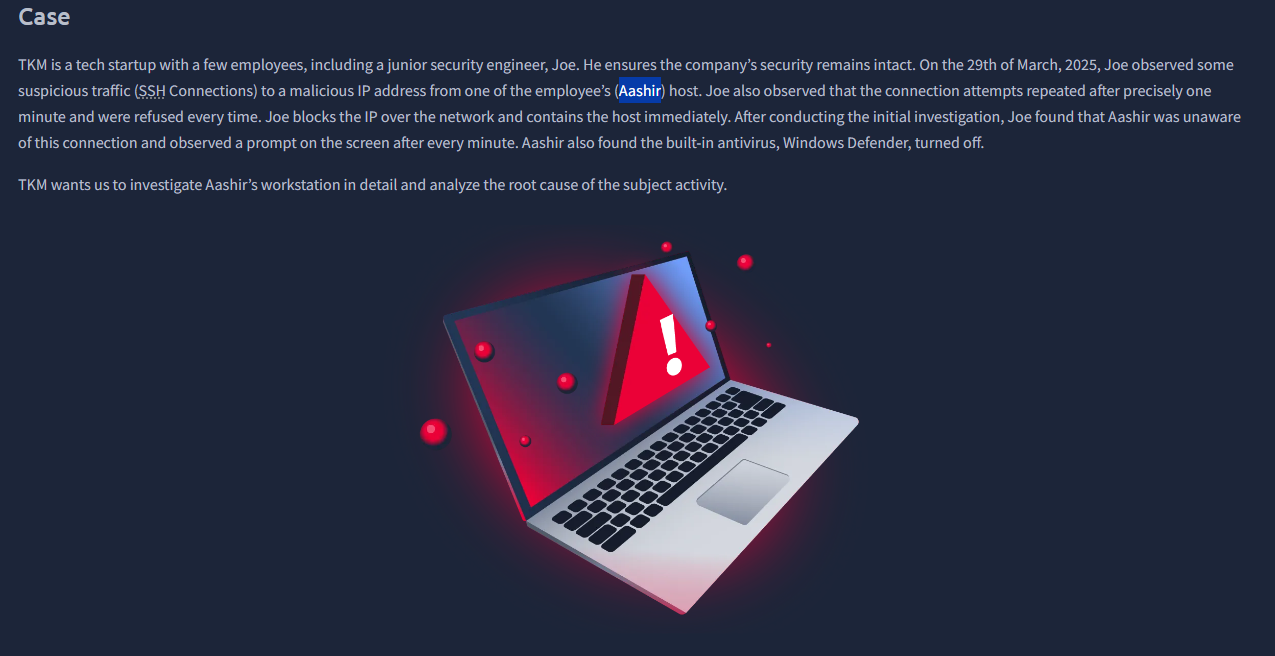 Case
TKM is a tech startup with a few employees, including a junior security engineer, Joe. He ensures the company's security remains intact. On the 29th of March, 2025, Joe observed some
suspicious traffic (SSH Connections) to a malicious IP address from one of the employee's (Aashir) host. Joe also observed that the connection attempts repeated after precisely one
minute and were refused every time. Joe blocks the IP over the network and contains the host immediately. After conducting the initial investigation, Joe found that Aashir was unaware
of this connection and observed a prompt on the screen after every minute. Aashir also found the built-in antivirus, Windows Defender, turned off.
TKM wants us to investigate Aashir's workstation in detail and analyze the root cause of the subject activity.
!